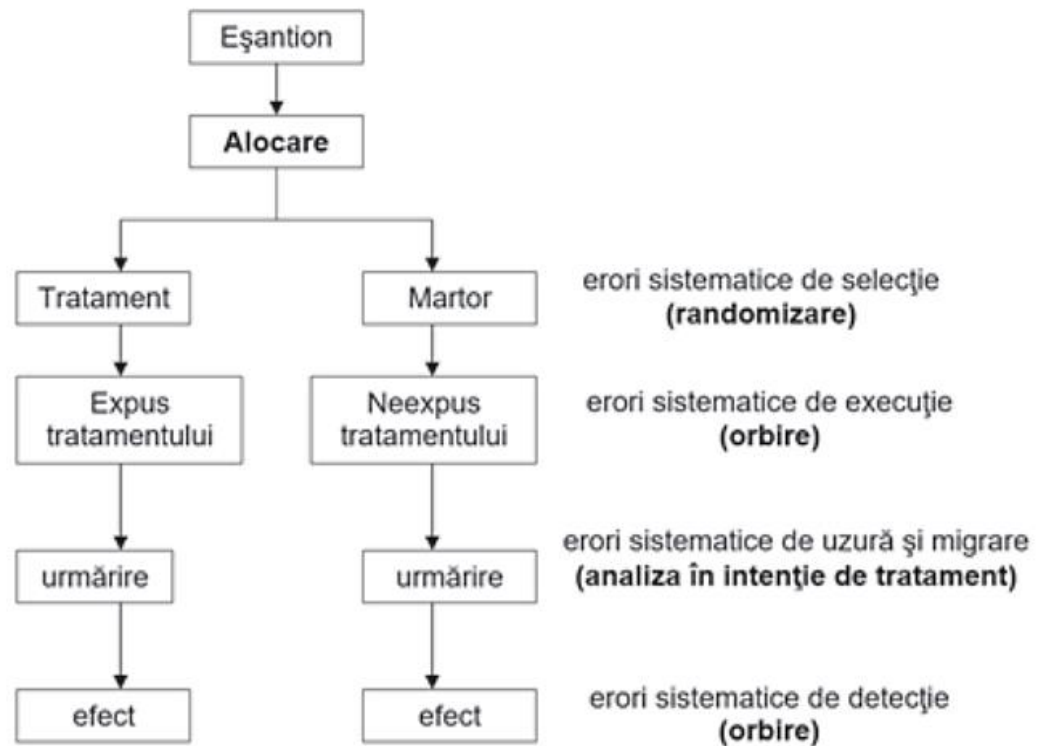 Eşantion
Alocare
Tratament
Martor
erori sistematice de selecţie
(randomizare)
Expus
tratamentului
Neexpus
tratamentului
erori sistematice de execuţie
(orbire)
urmărire
urmărire
erori sistematice de uzură şi migrare
(analiza în intenţie de tratament)
efect
efect
erori sistematice de detecţie
(orbire)